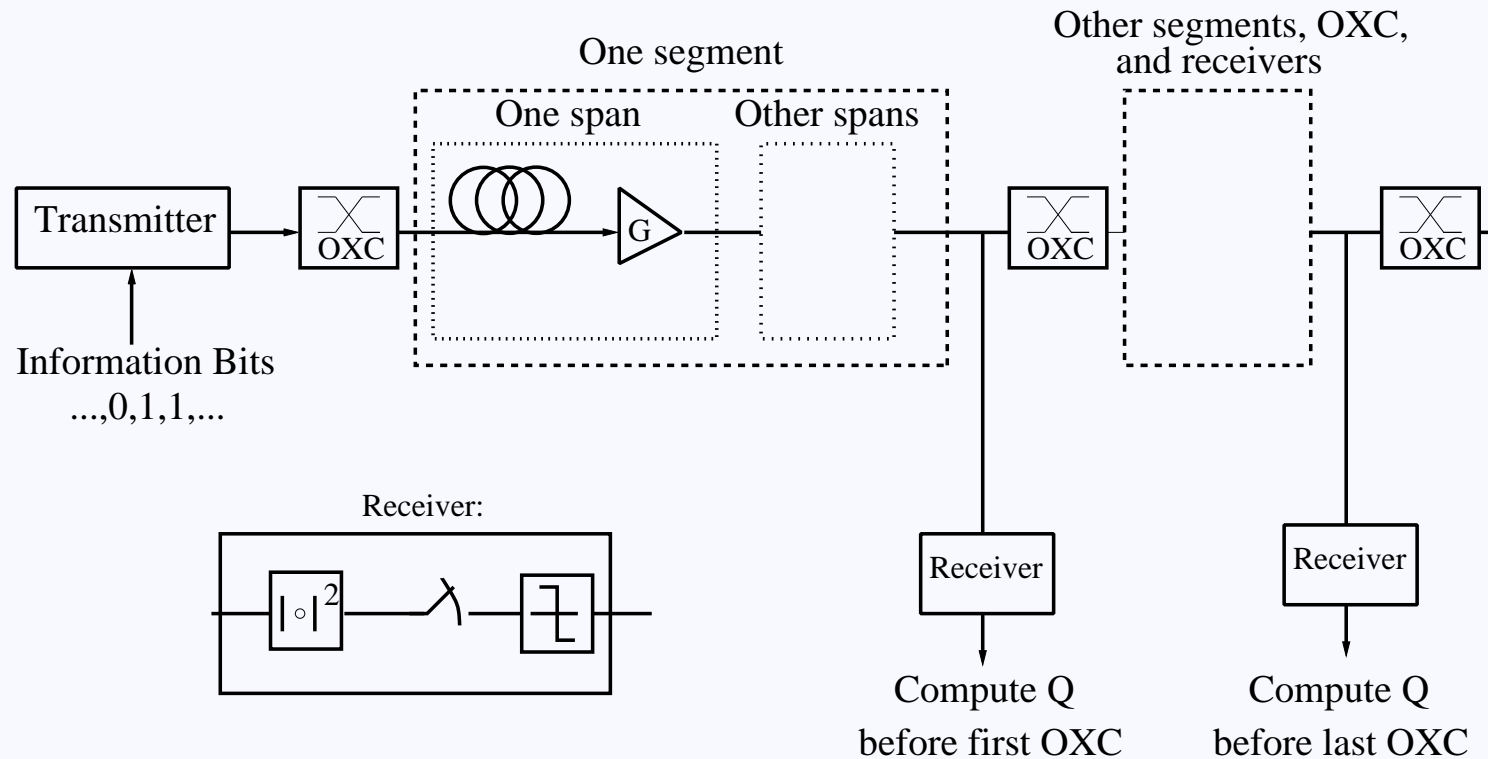 Other segments, OXC,
and receivers
One segment
One span
Other spans
Transmitter
OXC
G
OXC
OXC
Information Bits
...,0,1,1,...
Receiver:
|∘|²
Receiver
Receiver
Compute Q
before first OXC
Compute Q
before last OXC